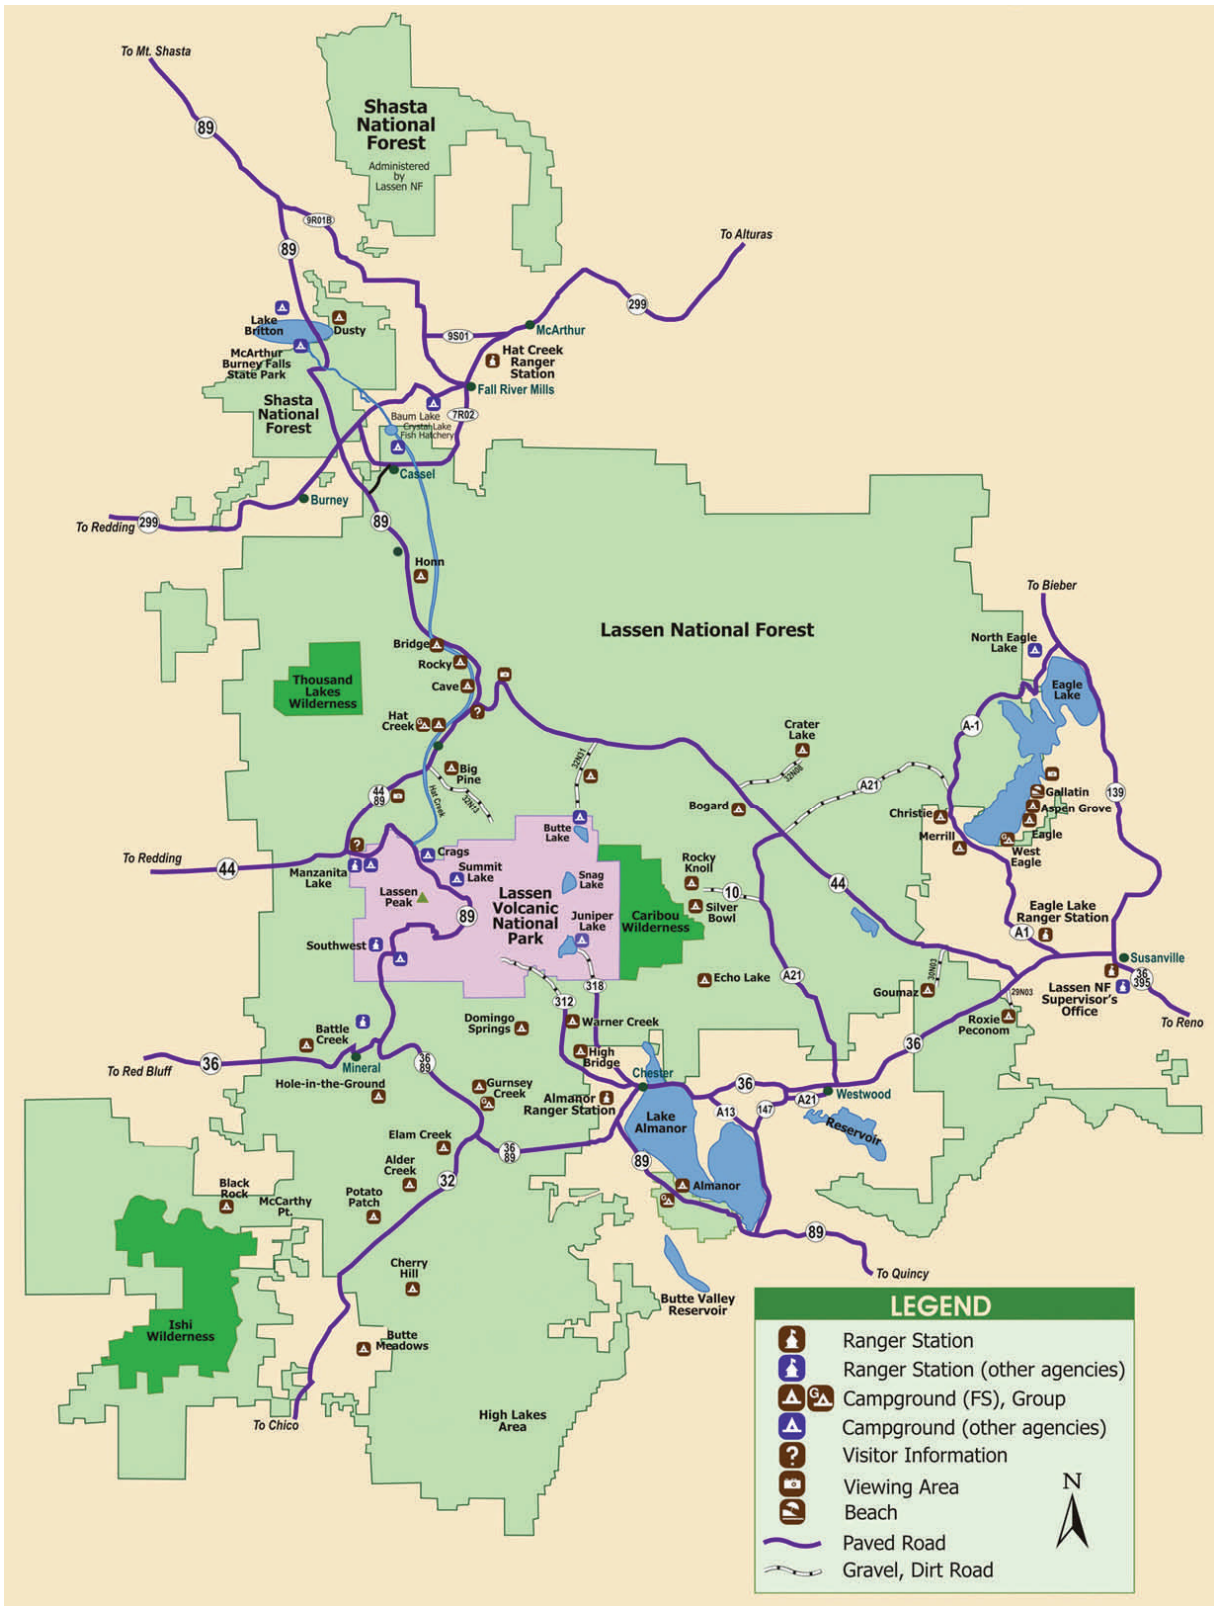 To Mt. Shasta
89
Shasta
National
Forest
Administered
by
Lassen NF
9R01B
89
To Alturas
299
Lake
Britton
Dusty
9S01
McArthur
McArthur
Burney Falls
State Park
Hat Creek
Ranger
Station
Fall River Mills
Shasta
National
Forest
7R02
Baum Lake
Crystal Lake
Fish Hatchery
Cassel
Burney
To Redding
299
89
Honn
To Bieber
Lassen National Forest
North Eagle
Lake
Bridge
Rocky
Cave
Thousand
Lakes
Wilderness
Eagle
Lake
Hat
Creek
A-1
Crater
Lake
32N31
32N08
Big
Pine
32N13
Hat Creek
44
89
A21
139
Gallatin
Aspen Grove
Bogard
Christie
Merrill
Eagle
West
Eagle
Butte
Lake
To Redding
44
Manzanita
Lake
Crags
Summit
Lake
Snag
Lake
Rocky
Knoll
10
44
Lassen
Peak
Lassen
Volcanic
National
Park
89
Juniper
Lake
Caribou
Wilderness
Silver
Bowl
Eagle Lake
Ranger Station
A1
Southwest
Susanville
318
312
Echo Lake
A21
Goumaz
30N03
29N03
36
395
Lassen NF
Supervisor's
Office
To Reno
Roxie
Peconom
Domingo
Springs
Warner Creek
Battle
Creek
High
Bridge
36
To Red Bluff
36
Mineral
36
89
Chester
Hole-in-the-Ground
Gurnsey
Creek
Almanor
Ranger Station
Lake
Almanor
36
A13
147
A21
Westwood
Reservoir
Elam Creek
36
89
89
Alder
Creek
32
Black
Rock
McCarthy
Pt.
Potato
Patch
Almanor
89
To Quincy
Cherry
Hill
Butte Valley
Reservoir
Ishi
Wilderness
Butte
Meadows
To Chico
High Lakes
Area
LEGEND
Ranger Station
Ranger Station (other agencies)
G
Campground (FS), Group
Campground (other agencies)
?
Visitor Information
Viewing Area
Beach
N
Paved Road
Gravel, Dirt Road